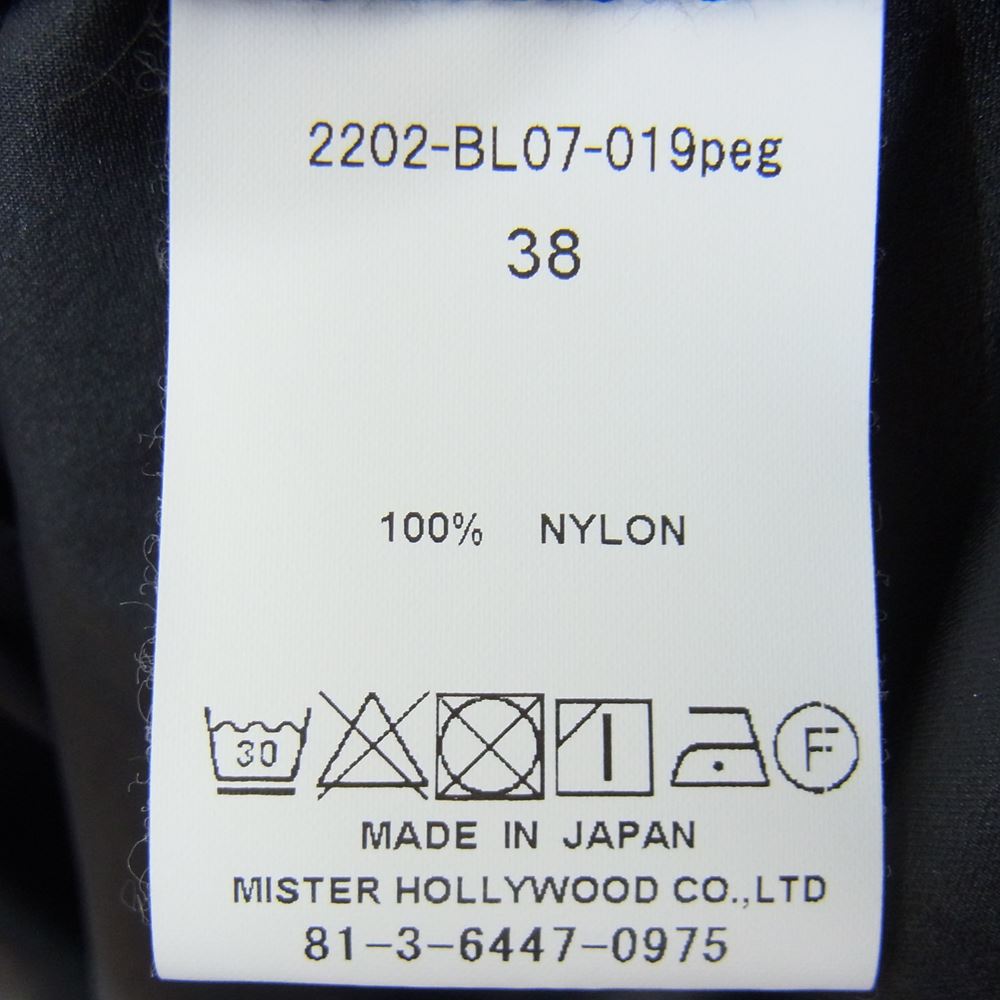 2202-BL07-019peg
38
100% NYLON
30 F
MADE IN JAPAN
MISTER HOLLYWOOD CO.,LTD
81-3-6447-0975